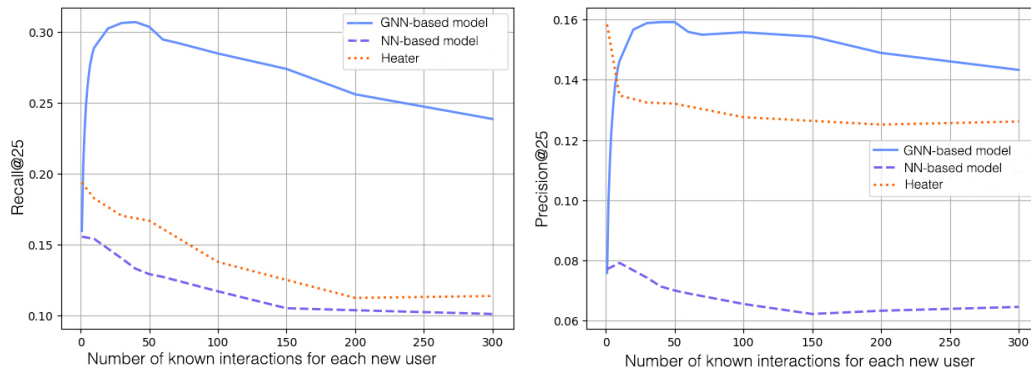 Recall@25
0.30
0.25
0.20
0.15
0.10
GNN-based model
NN-based model
Heater
0 50 100 150 200 250 300
Number of known interactions for each new user
Precision@25
0.16
0.14
0.12
0.10
0.08
0.06
GNN-based model
NN-based model
Heater
0 50 100 150 200 250 300
Number of known interactions for each new user